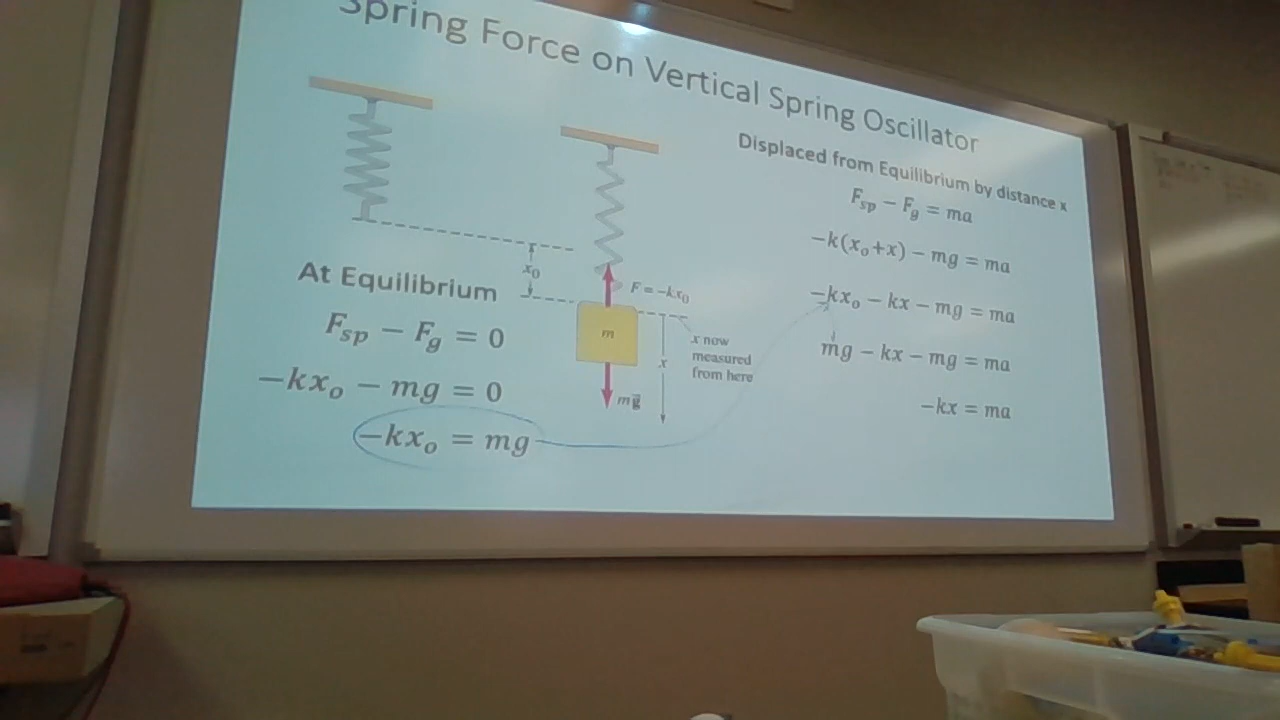 Spring Force on Vertical Spring Oscillator
At Equilibrium
F_sp − F_g = 0
−kx_o − mg = 0
−kx_o = mg
x_0
F = −kx_0
m
mg⃗
x
x now
measured
from here
Displaced from Equilibrium by distance x
F_sp − F_g = ma
−k(x_o+x) − mg = ma
−kx_o − kx − mg = ma
mg − kx − mg = ma
−kx = ma